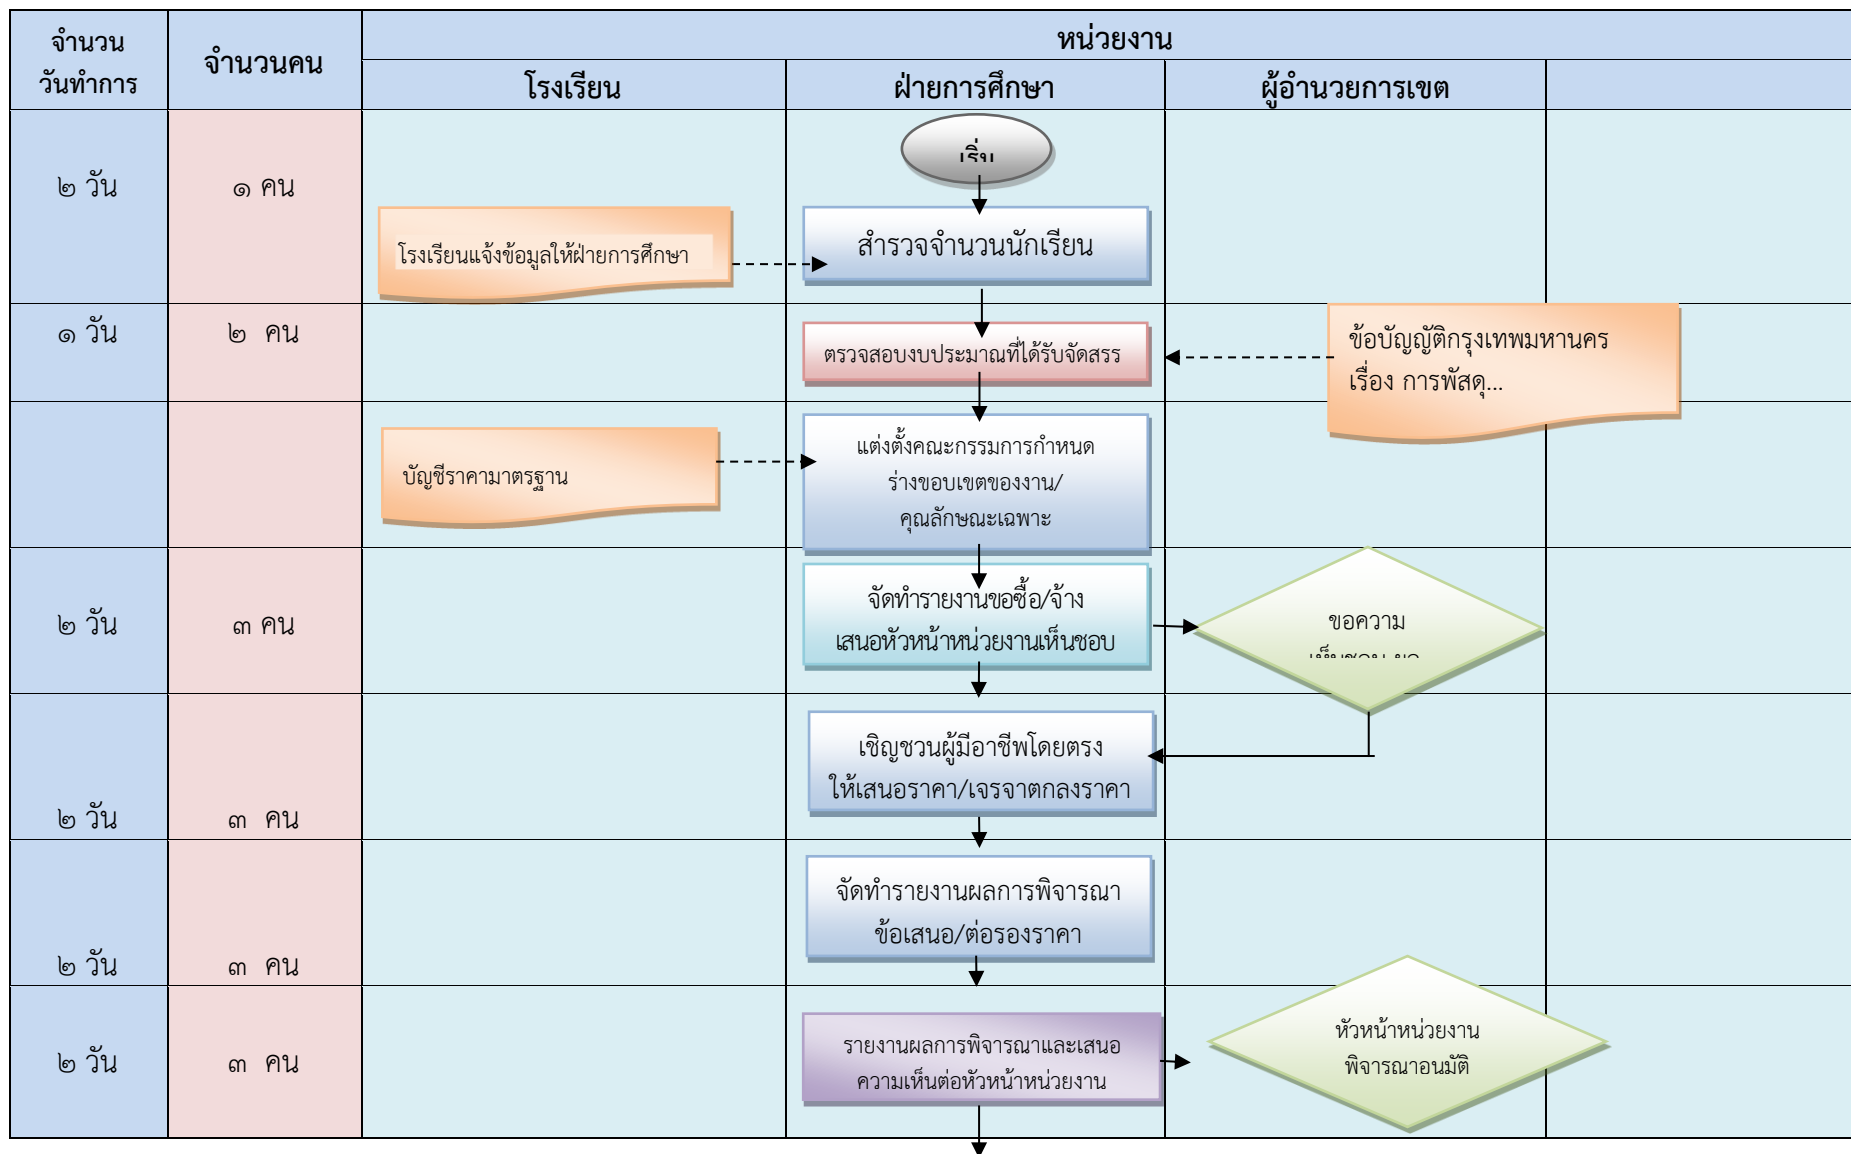 จำนวน
วันทำการ
จำนวนคน
หน่วยงาน
โรงเรียน
ฝ่ายการศึกษา
ผู้อำนวยการเขต
๒ วัน
๑ คน
เริ่ม
โรงเรียนแจ้งข้อมูลให้ฝ่ายการศึกษา
สำรวจจำนวนนักเรียน
๑ วัน
๒ คน
ตรวจสอบงบประมาณที่ได้รับจัดสรร
ข้อบัญญัติกรุงเทพมหานคร
เรื่อง การพัสดุ...
บัญชีราคามาตรฐาน
แต่งตั้งคณะกรรมการกำหนด
ร่างขอบเขตของงาน/
คุณลักษณะเฉพาะ
๒ วัน
๓ คน
จัดทำรายงานขอซื้อ/จ้าง
เสนอหัวหน้าหน่วยงานเห็นชอบ
ขอความ
๒ วัน
๓ คน
เชิญชวนผู้มีอาชีพโดยตรง
ให้เสนอราคา/เจรจาตกลงราคา
๒ วัน
๓ คน
จัดทำรายงานผลการพิจารณา
ข้อเสนอ/ต่อรองราคา
๒ วัน
๓ คน
รายงานผลการพิจารณาและเสนอ
ความเห็นต่อหัวหน้าหน่วยงาน
หัวหน้าหน่วยงาน
พิจารณาอนมัติ